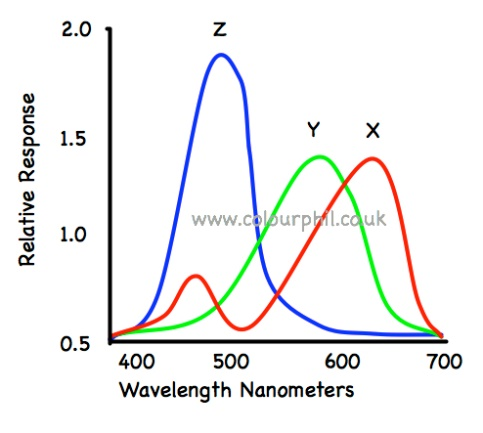 2.0
Z
1.5
Y
X
Relative Response
www.colourphil.co.uk
1.0
0.5
400
500
600
700
Wavelength Nanometers